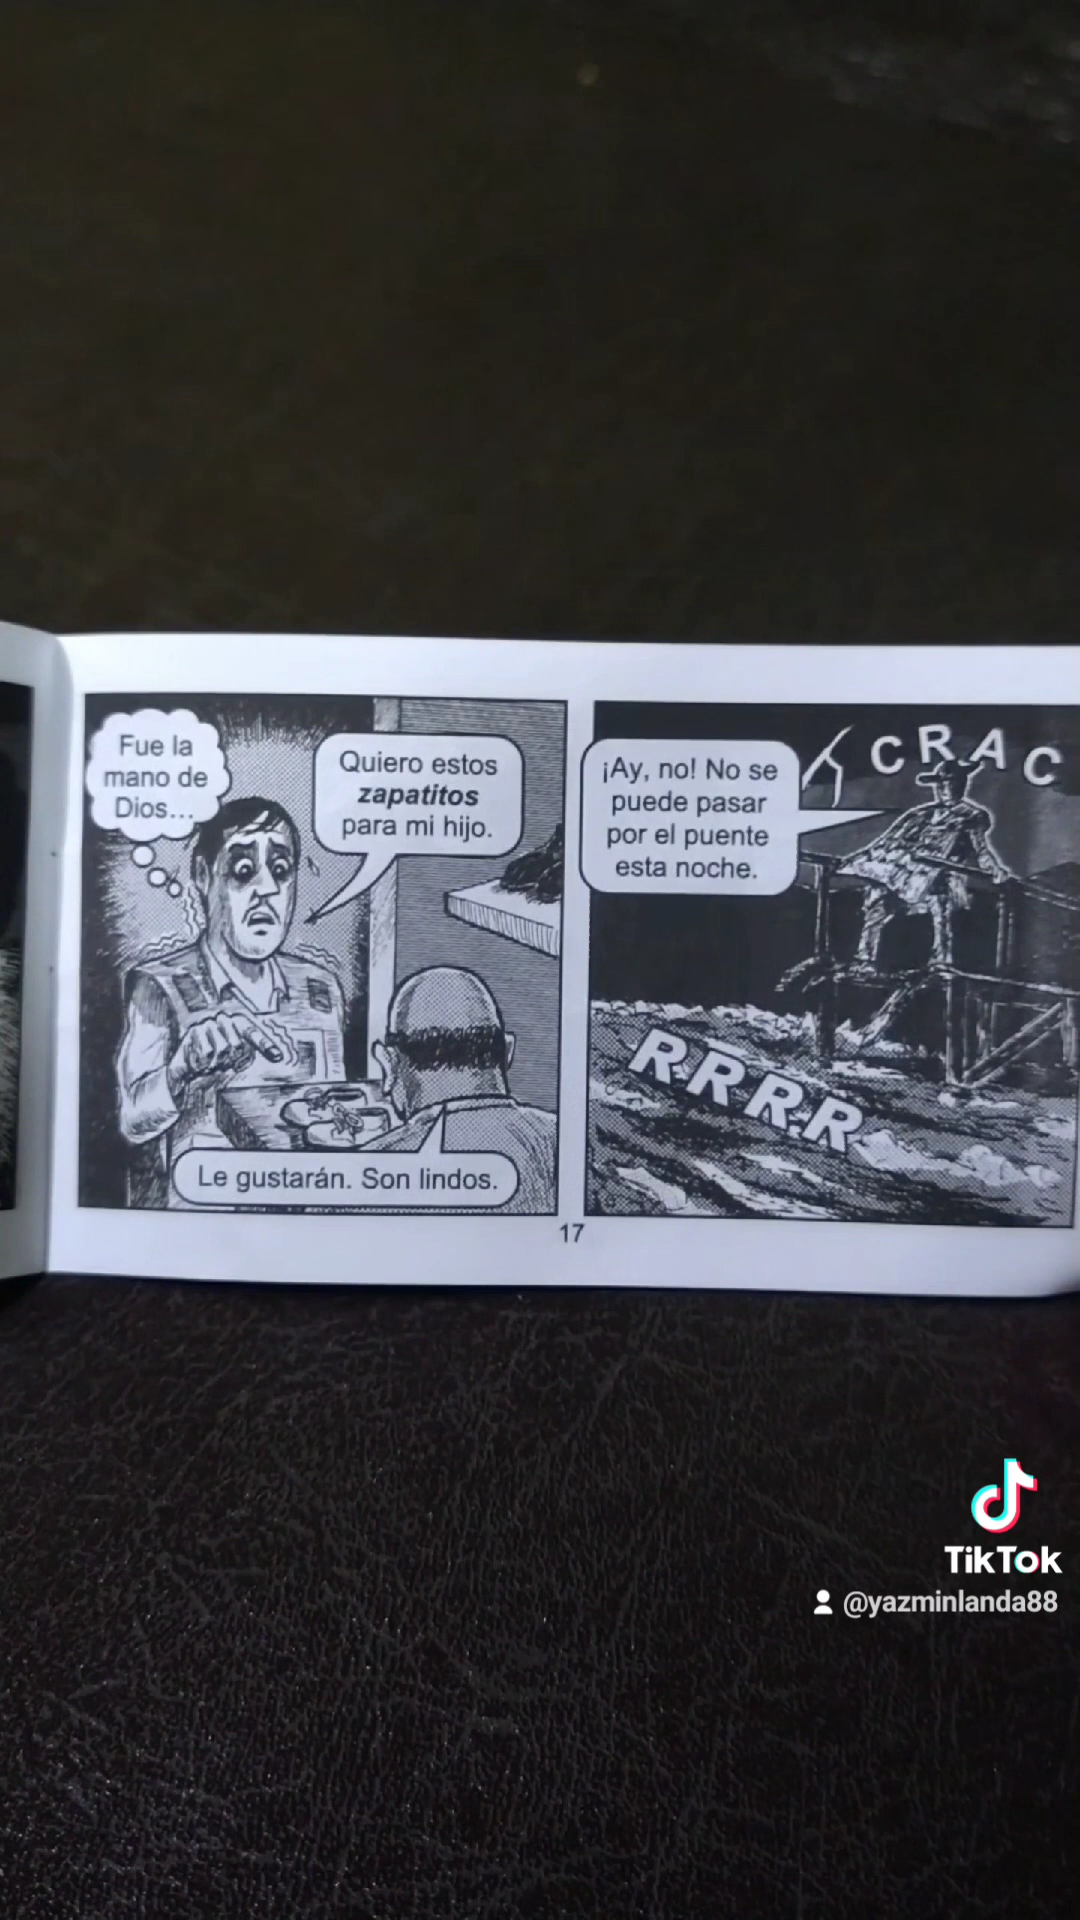 Fue la
mano de
Dios...
Quiero estos
zapatitos
para mi hijo.
Le gustarán. Son lindos.
¡Ay, no! No se
puede pasar
por el puente
esta noche.
CRAC
R.R.R.R
17
TikTok
@yazminlanda88